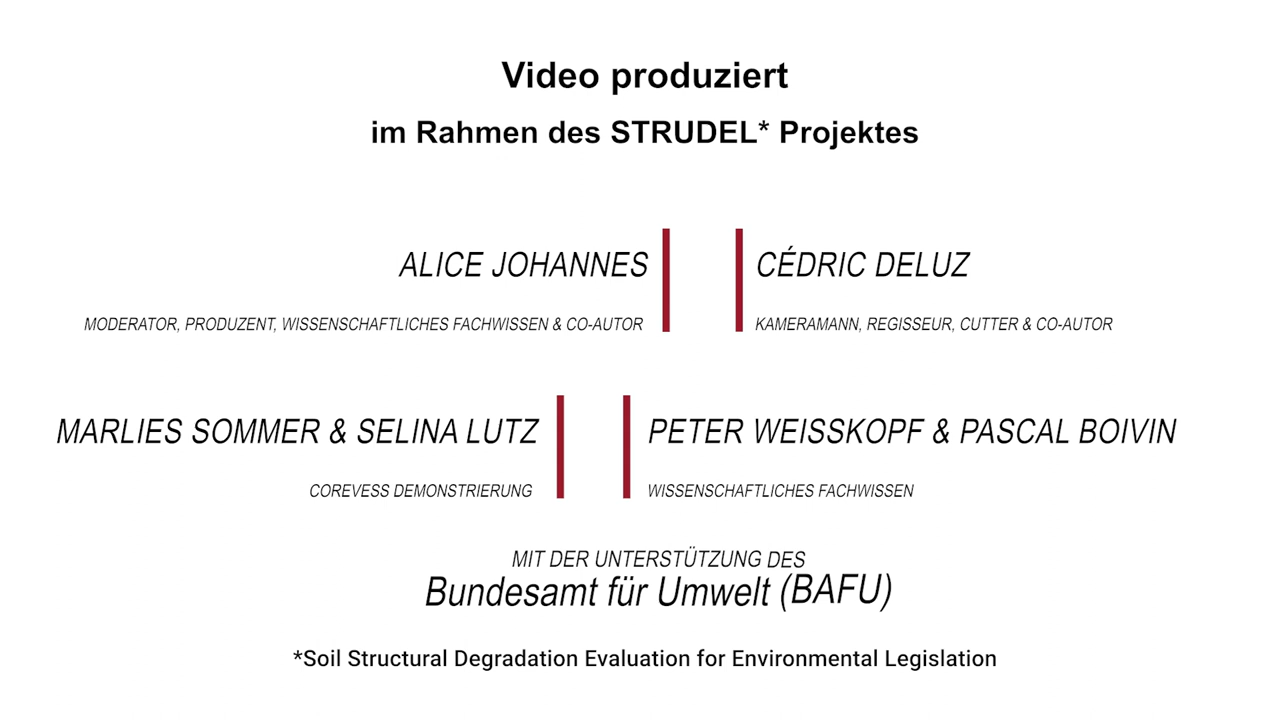 Video produziert
im Rahmen des STRUDEL* Projektes
ALICE JOHANNES
MODERATOR, PRODUZENT, WISSENSCHAFTLICHES FACHWISSEN & CO-AUTOR
CÉDRIC DELUZ
KAMERAMANN, REGISSEUR, CUTTER & CO-AUTOR
MARLIES SOMMER & SELINA LUTZ
COREVESS DEMONSTRIERUNG
PETER WEISSKOPF & PASCAL BOIVIN
WISSENSCHAFTLICHES FACHWISSEN
MIT DER UNTERSTÜTZUNG DES
Bundesamt für Umwelt (BAFU)
*Soil Structural Degradation Evaluation for Environmental Legislation